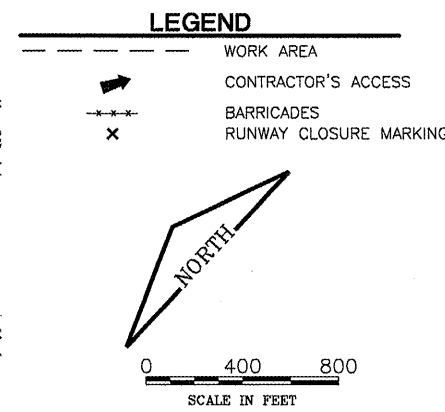 LEGEND
WORK AREA
CONTRACTOR'S ACCESS
BARRICADES
RUNWAY CLOSURE MARKING
NORTH
0 400 800
SCALE IN FEET